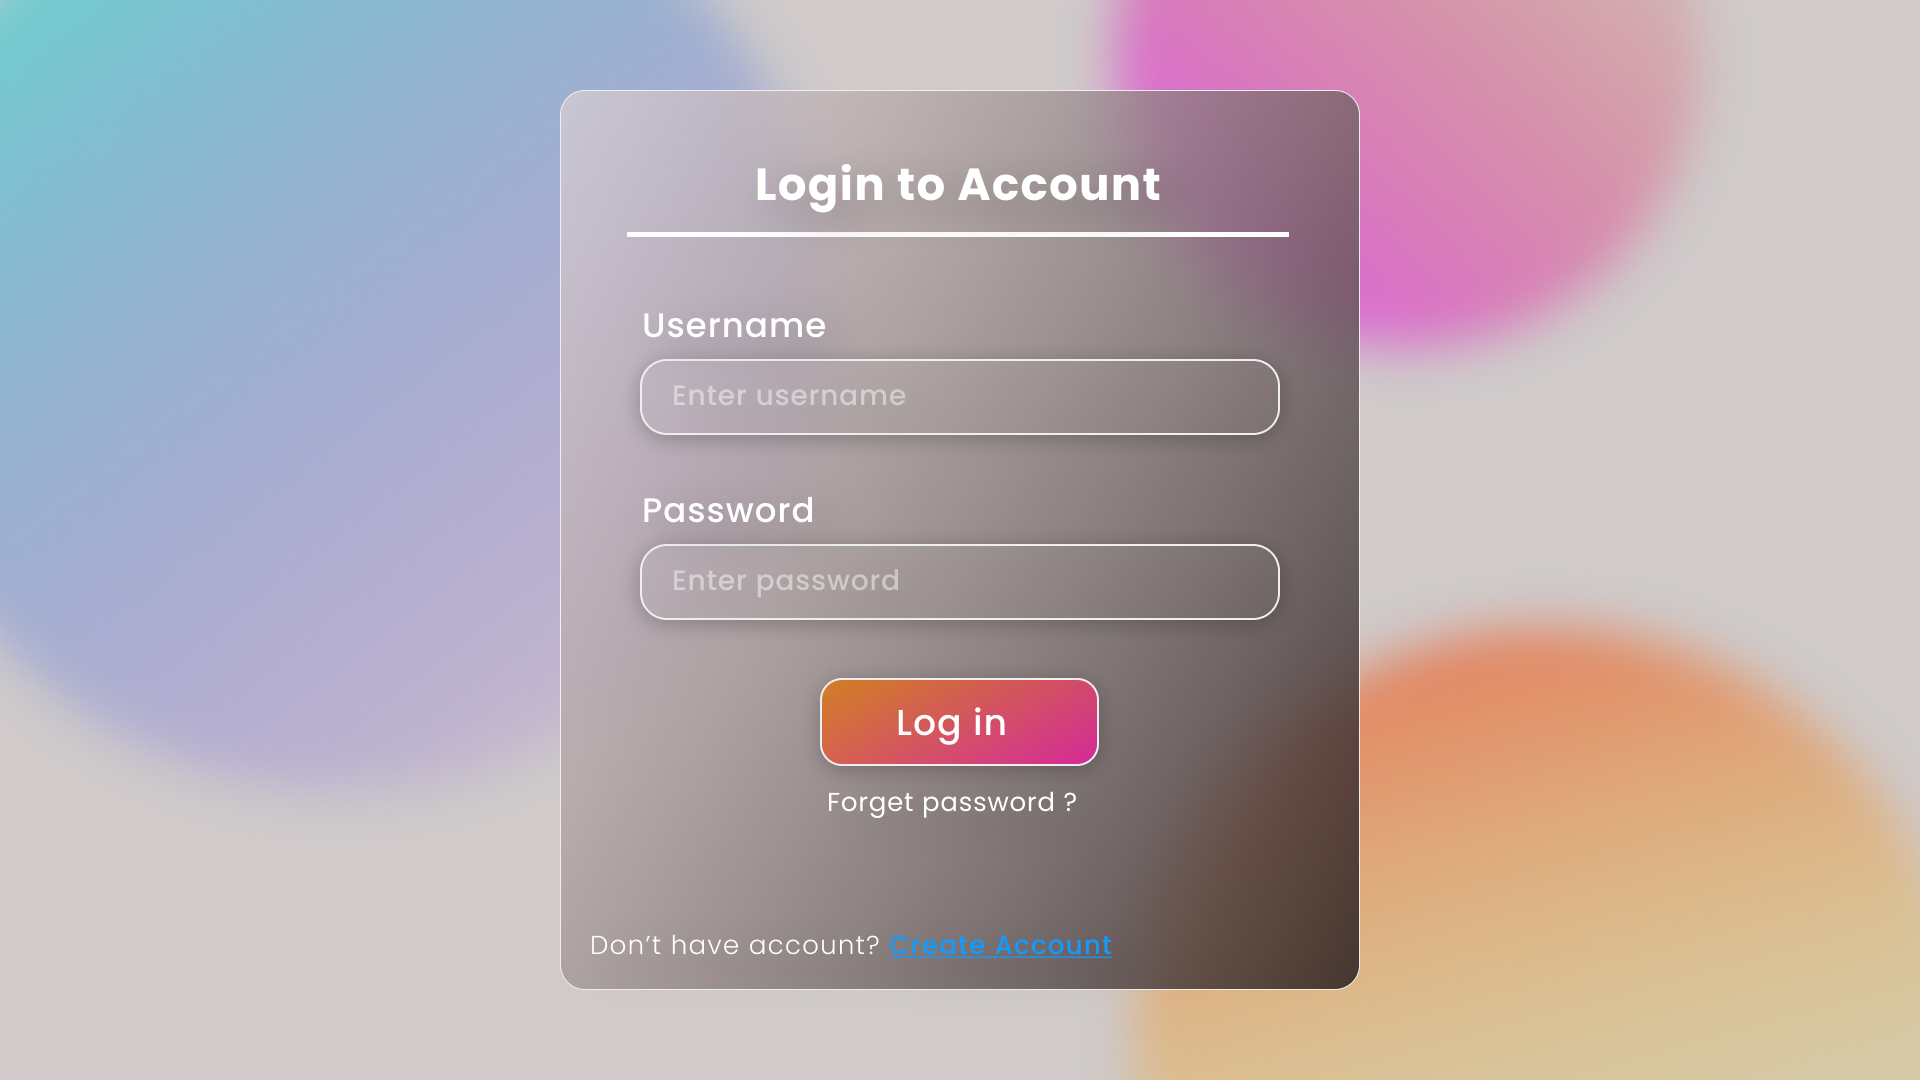 Login to Account
Username
Enter username
Password
Enter password
Log in
Forget password ?
Don’t have account? Create Account